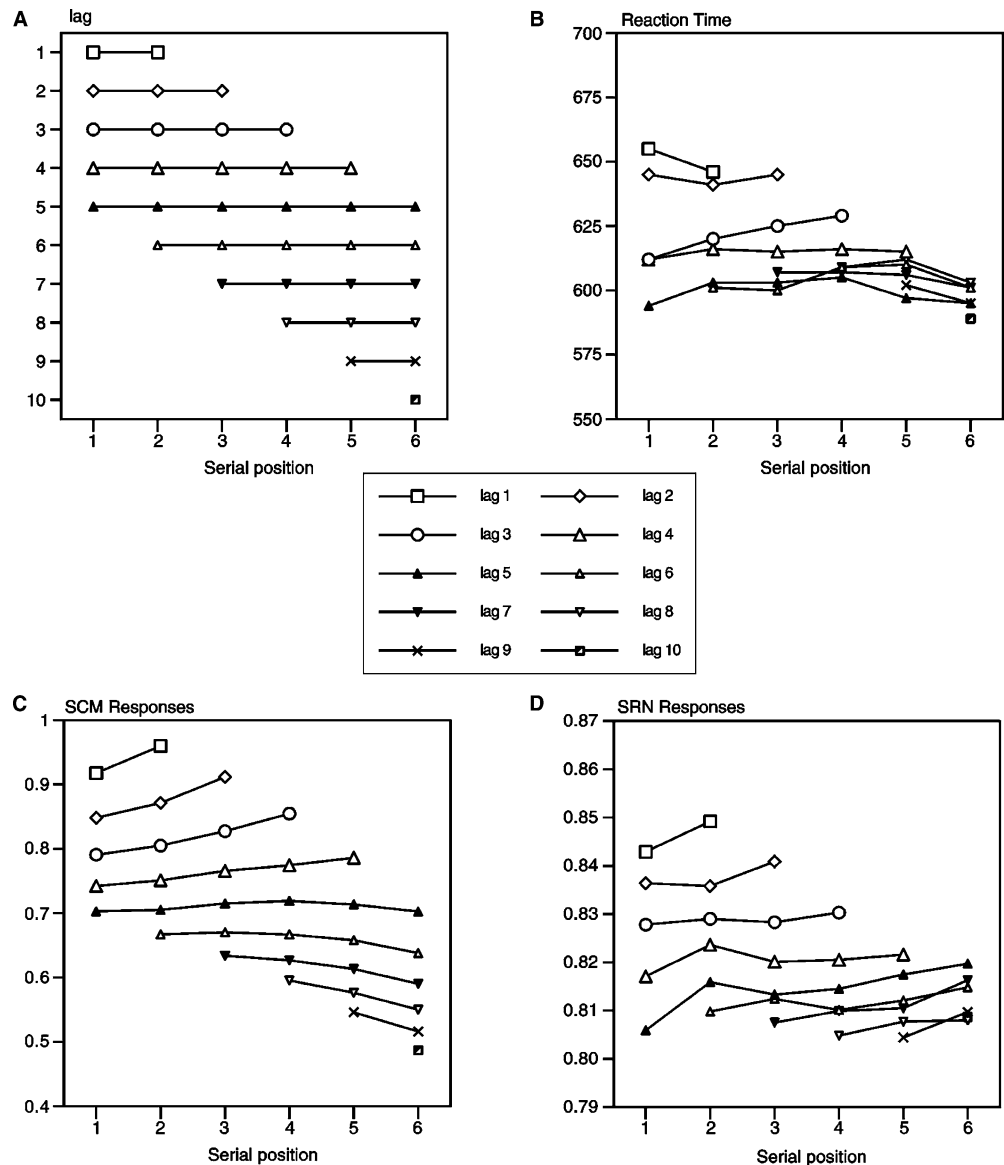 A lag
1
2
3
4
5
6
7
8
9
10
1 2 3 4 5 6
Serial position
B Reaction Time
700
675
650
625
600
575
550
1 2 3 4 5 6
Serial position
lag 1 lag 2
lag 3 lag 4
lag 5 lag 6
lag 7 lag 8
lag 9 lag 10
C SCM Responses
1
0.9
0.8
0.7
0.6
0.5
0.4
1 2 3 4 5 6
Serial position
D SRN Responses
0.87
0.86
0.85
0.84
0.83
0.82
0.81
0.80
0.79
1 2 3 4 5 6
Serial position